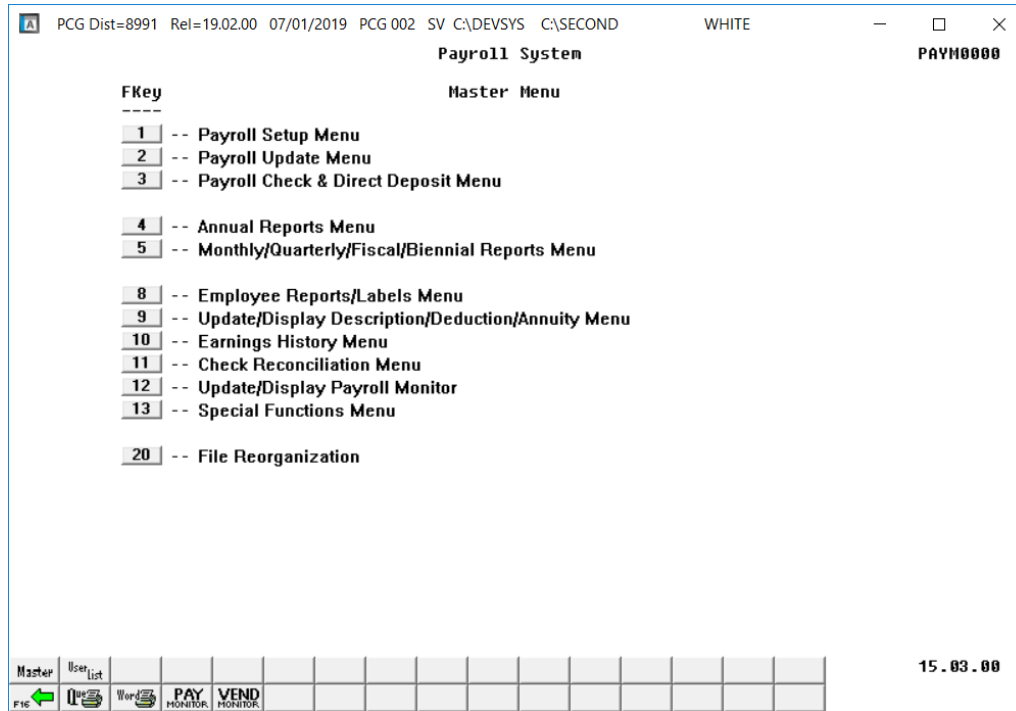 PCG Dist=8991 Rel=19.02.00 07/01/2019 PCG 002 SV C:\DEVSYS C:\SECOND WHITE
Payroll System PAYM0000
FKey Master Menu
----
1 -- Payroll Setup Menu
2 -- Payroll Update Menu
3 -- Payroll Check & Direct Deposit Menu
4 -- Annual Reports Menu
5 -- Monthly/Quarterly/Fiscal/Biennial Reports Menu
8 -- Employee Reports/Labels Menu
9 -- Update/Display Description/Deduction/Annuity Menu
10 -- Earnings History Menu
11 -- Check Reconciliation Menu
12 -- Update/Display Payroll Monitor
13 -- Special Functions Menu
20 -- File Reorganization
Master User List 15.03.00
F16 Que Word PAY MONITOR VEND MONITOR